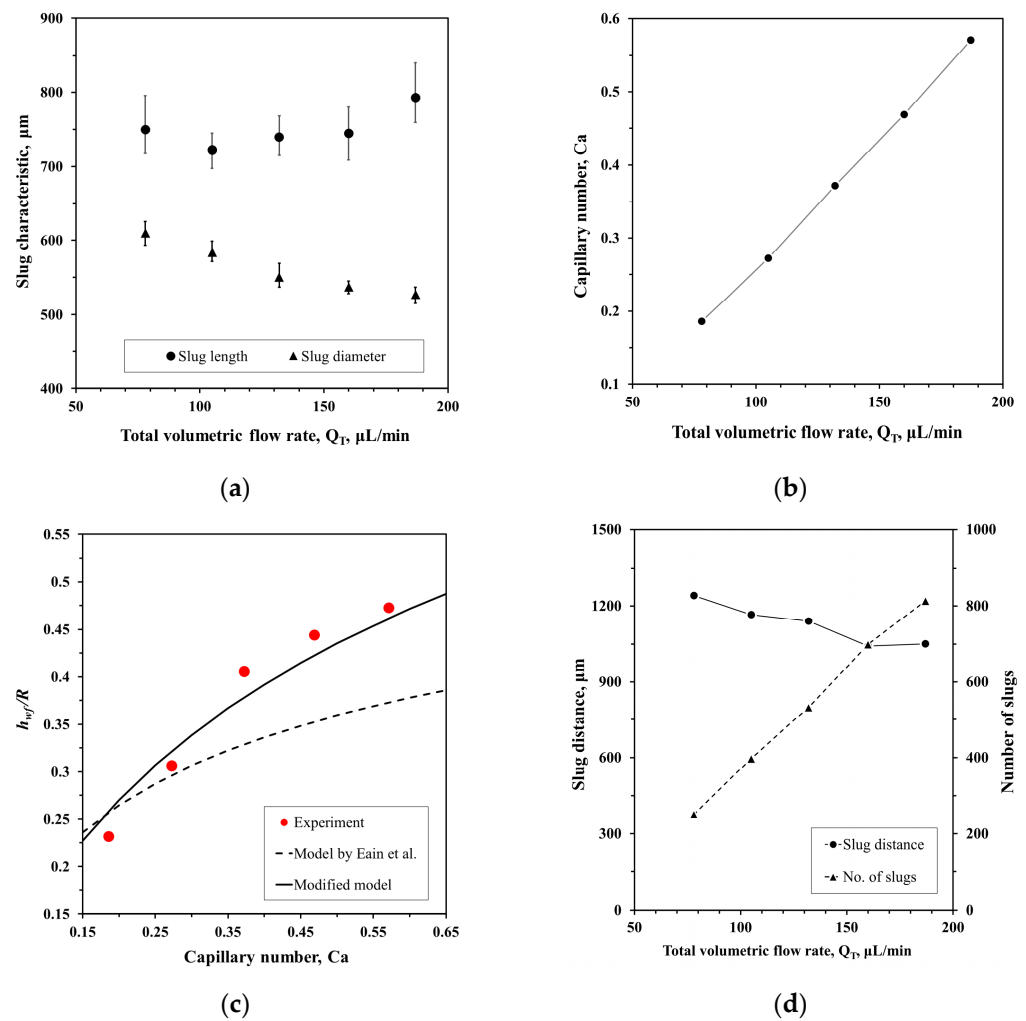 900
800
700
600
500
400
50
100
150
200
Slug characteristic, µm
Slug length
Slug diameter
Total volumetric flow rate, Q_T, µL/min
(a)
0.6
0.5
0.4
0.3
0.2
0.1
50
100
150
200
Capillary number, Ca
Total volumetric flow rate, Q_T, µL/min
(b)
0.55
0.5
0.45
0.4
0.35
0.3
0.25
0.2
0.15
0.15
0.25
0.35
0.45
0.55
0.65
h_wf/R
Experiment
Model by Eain et al.
Modified model
Capillary number, Ca
(c)
1500
1200
900
600
300
0
1000
800
600
400
200
0
50
100
150
200
Slug distance, µm
Number of slugs
Slug distance
No. of slugs
Total volumetric flow rate, Q_T, µL/min
(d)